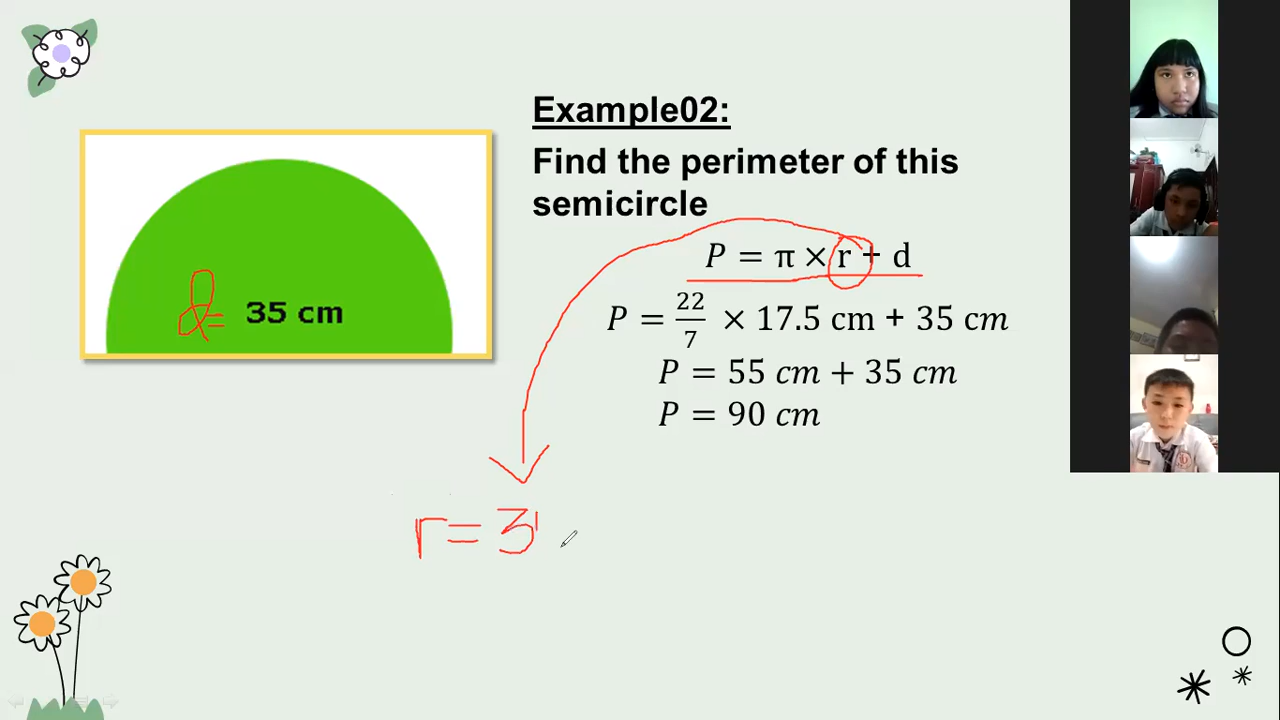 Example02:
Find the perimeter of this
semicircle
P = π × r + d
P = 22/7 × 17.5 cm + 35 cm
P = 55 cm + 35 cm
P = 90 cm
d= 35 cm
r= 3